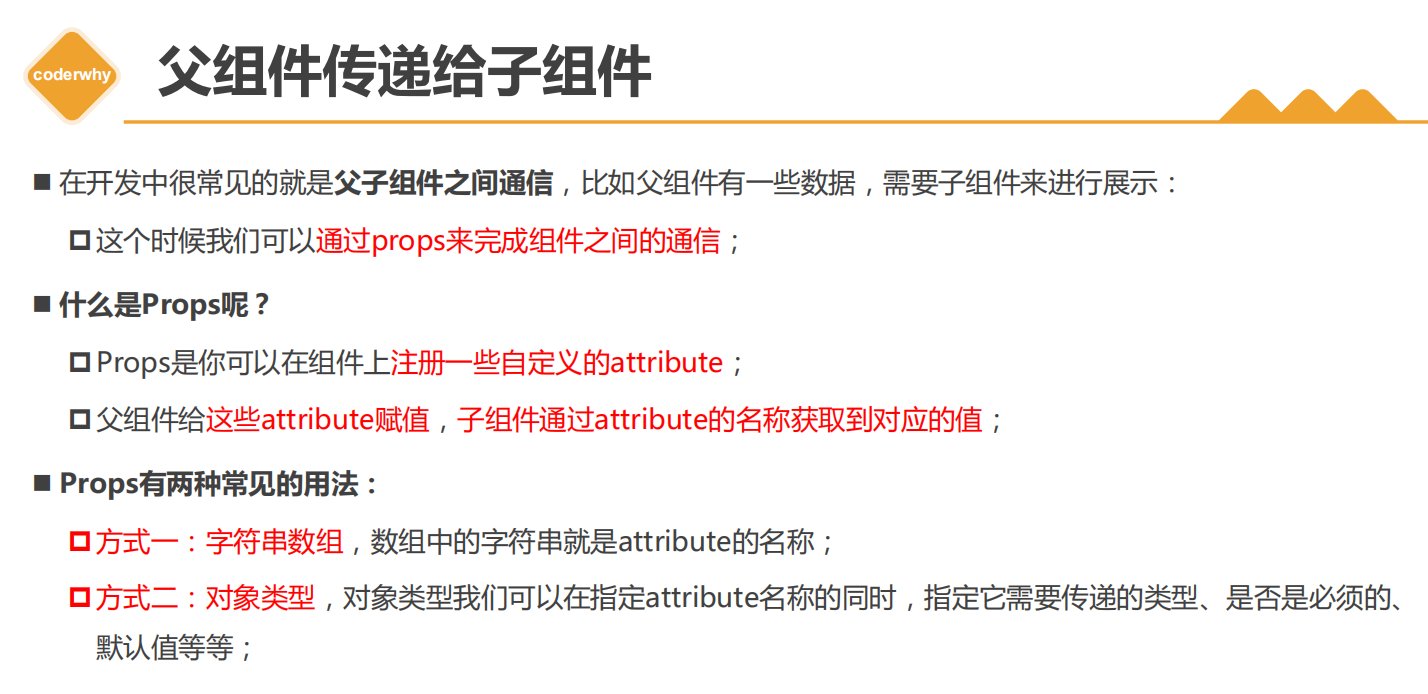 coderwhy
父组件传递给子组件
■ 在开发中很常见的就是父子组件之间通信，比如父组件有一些数据，需要子组件来进行展示：
这个时候我们可以通过props来完成组件之间的通信；
■ 什么是Props呢？
Props是你可以在组件上注册一些自定义的attribute；
父组件给这些attribute赋值，子组件通过attribute的名称获取到对应的值；
■ Props有两种常见的用法：
方式一：字符串数组，数组中的字符串就是attribute的名称；
方式二：对象类型，对象类型我们可以在指定attribute名称的同时，指定它需要传递的类型、是否是必须的、
默认值等等；